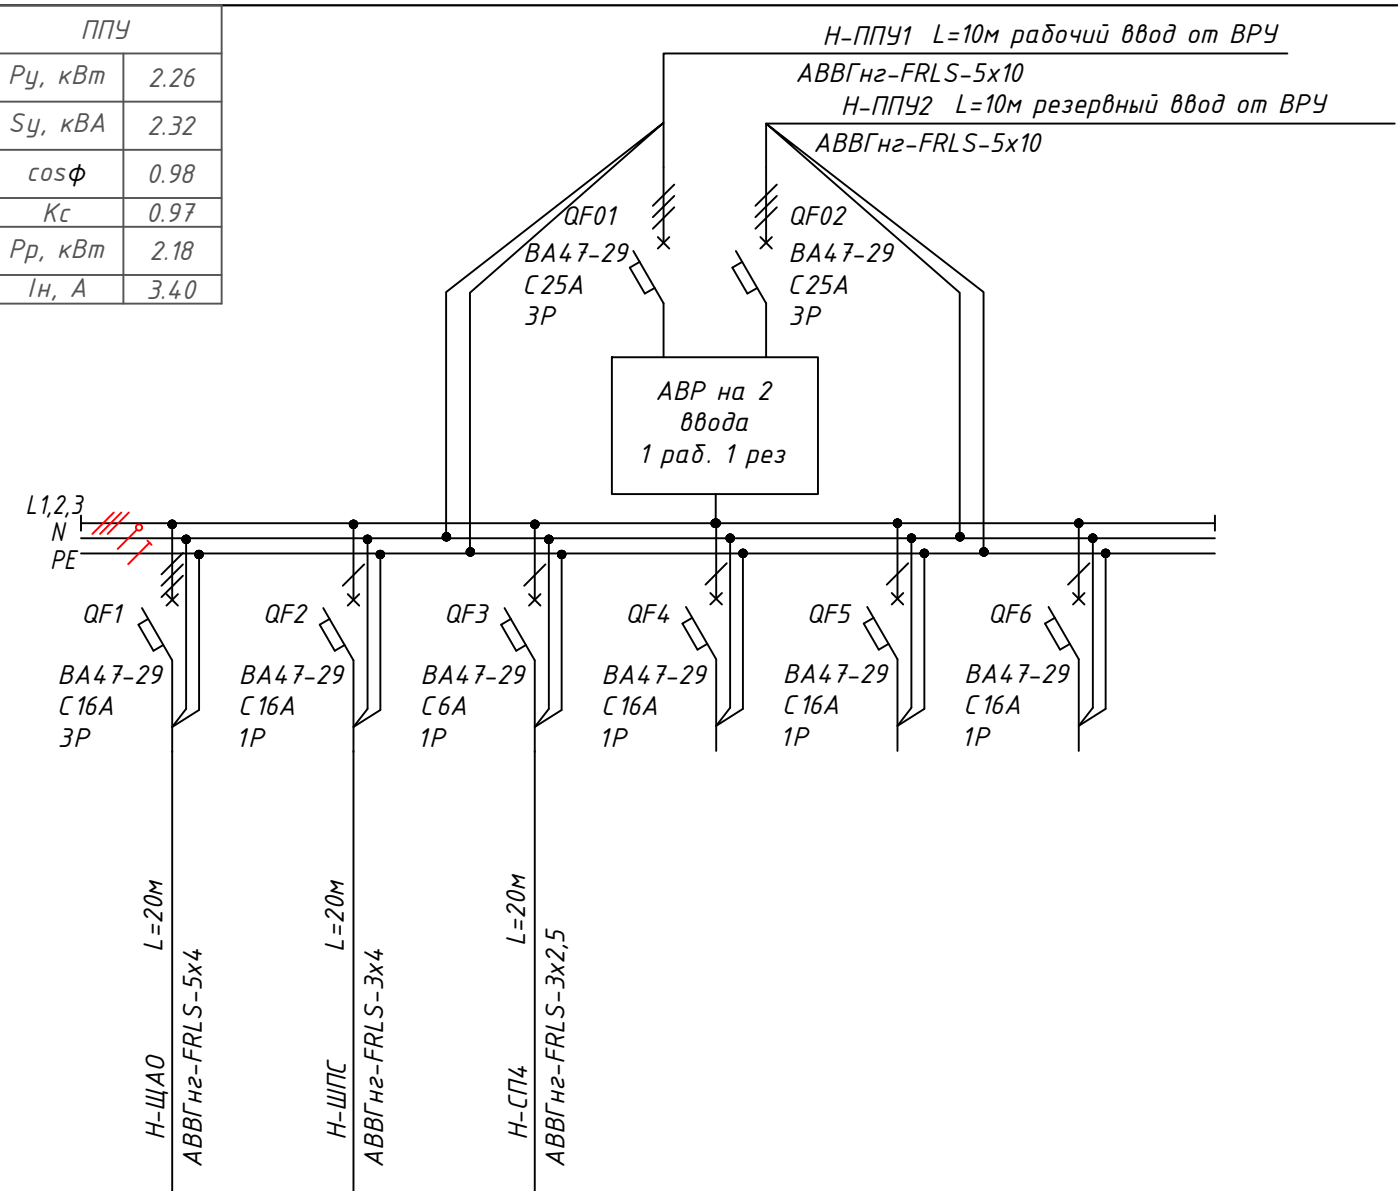 ППУ
Ру, кВт 2.26
Sу, кВА 2.32
cosϕ 0.98
Кс 0.97
Рр, кВт 2.18
Iн, А 3.40
Н-ППУ1 L=10м рабочий ввод от ВРУ
АВВГнг-FRLS-5х10
Н-ППУ2 L=10м резервный ввод от ВРУ
АВВГнг-FRLS-5х10
QF01
ВА47-29
С25А
3Р
QF02
ВА47-29
С25А
3Р
АВР на 2
ввода
1 раб. 1 рез
L1,2,3
N
PE
QF1
ВА47-29
С16А
3Р
QF2
ВА47-29
С16А
1Р
QF3
ВА47-29
С6А
1Р
QF4
ВА47-29
С16А
1Р
QF5
ВА47-29
С16А
1Р
QF6
ВА47-29
С16А
1Р
Н-ЩАО L=20м
АВВГнг-FRLS-5х4
Н-ШПС L=20м
АВВГнг-FRLS-3х4
Н-СП4 L=20м
АВВГнг-FRLS-3х2,5